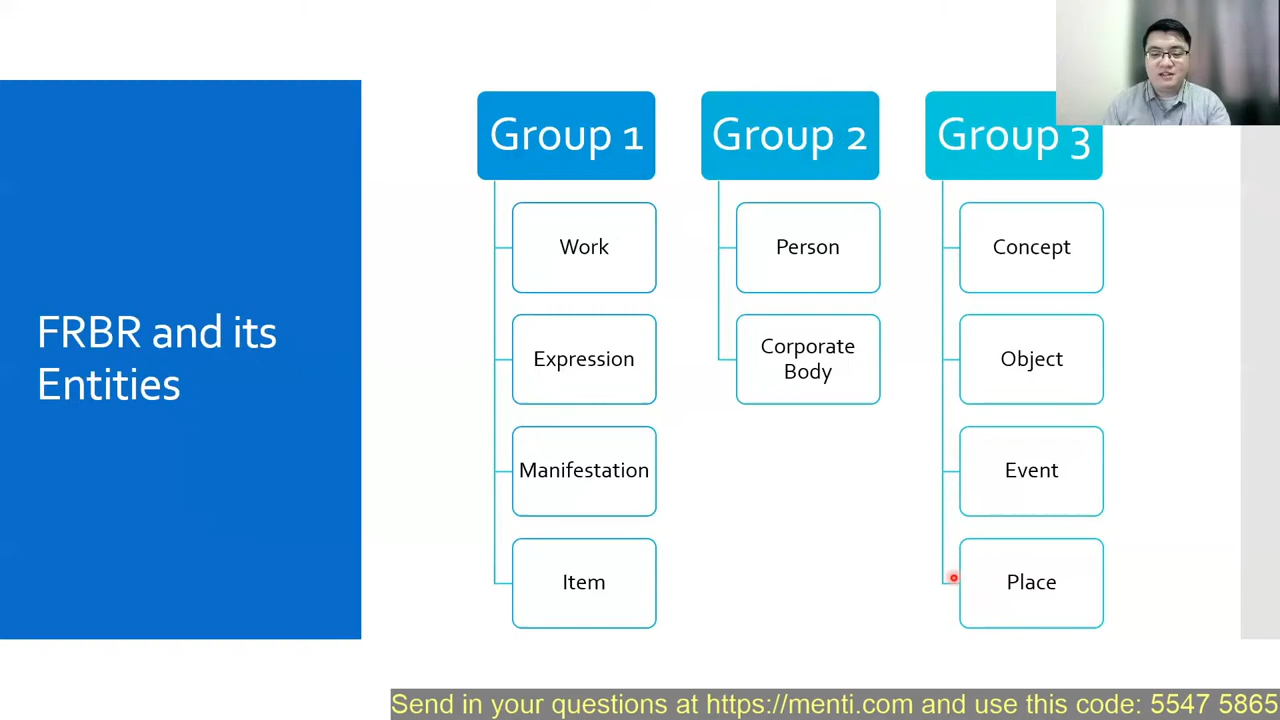 FRBR and its
Entities
Group 1
Work
Expression
Manifestation
Item
Group 2
Person
Corporate
Body
Group 3
Concept
Object
Event
Place
Send in your questions at https://menti.com and use this code: 5547 5865